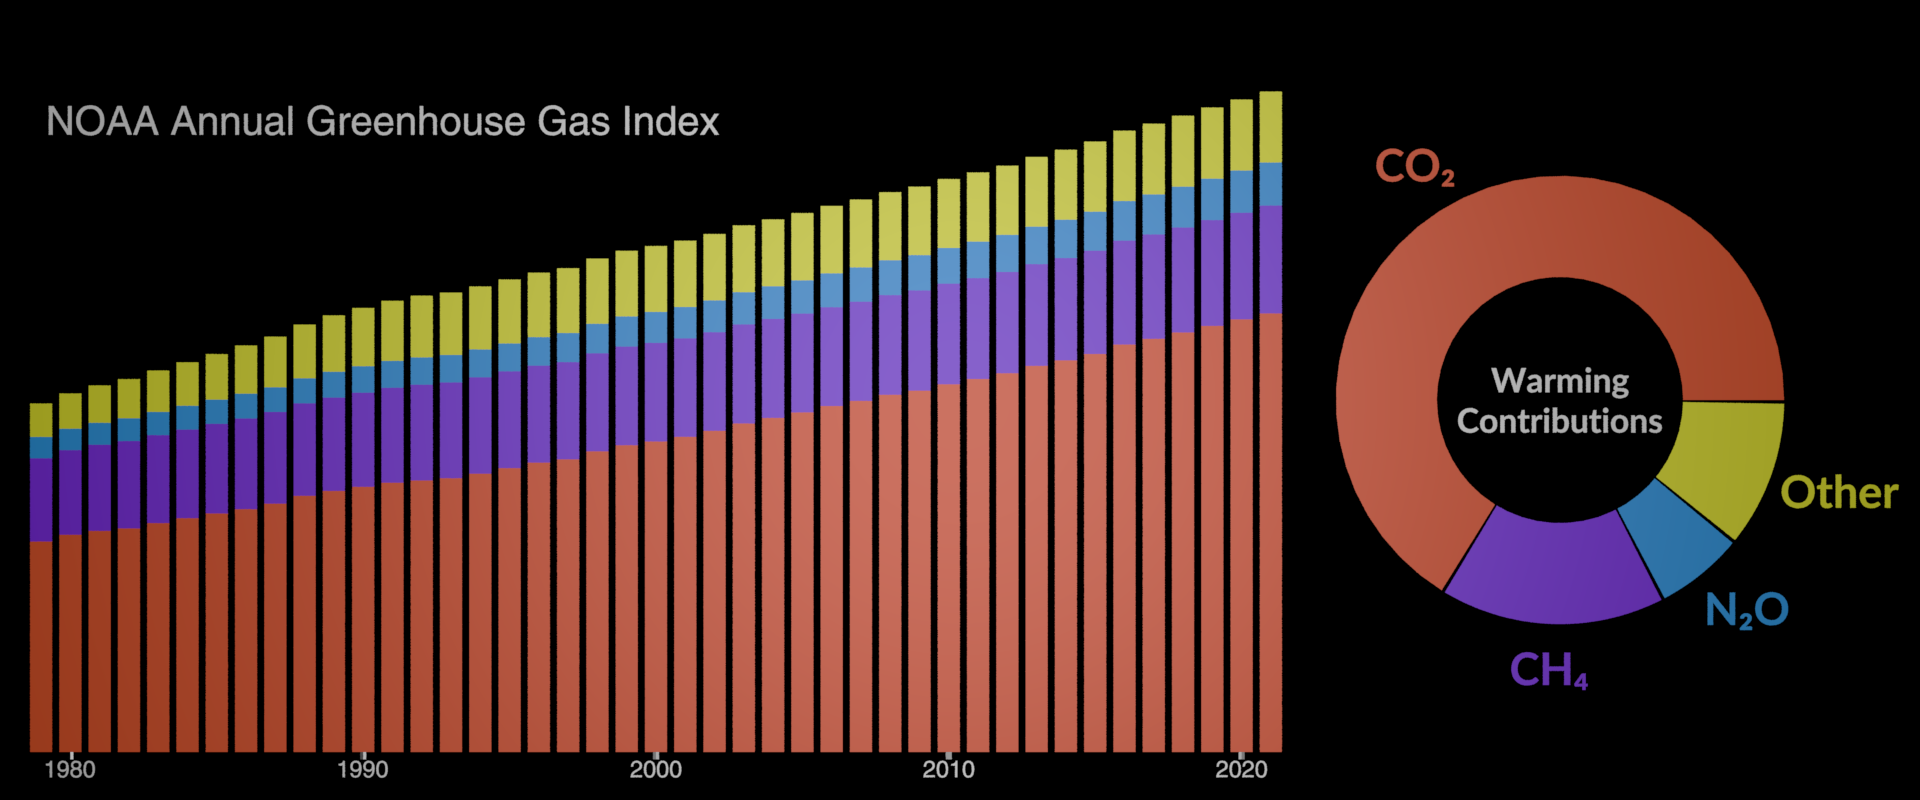 NOAA Annual Greenhouse Gas Index
1980 1990 2000 2010 2020
CO₂
Warming
Contributions
Other
N₂O
CH₄